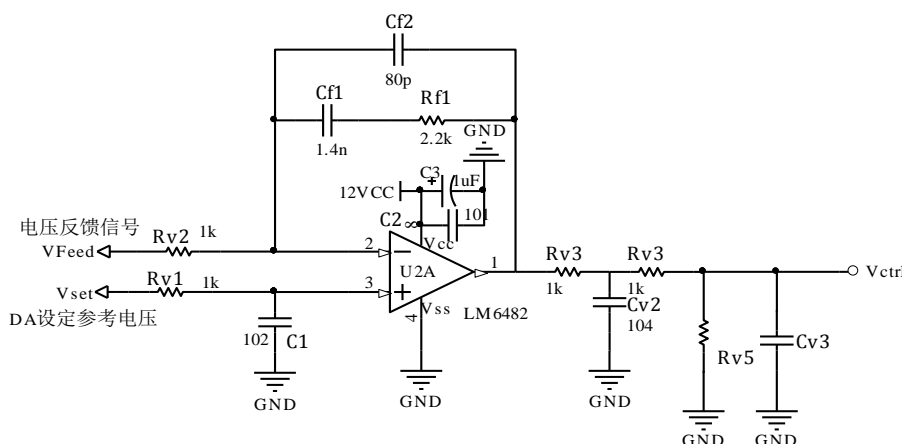 Cf2
80p
Cf1
Rf1
1.4n
2.2k
GND
C3
+
1uF
12VCC
C2
∞
101
Vcc
电压反馈信号
Rv2
1k
VFeed
2
U2A
1
Rv3
Rv3
Vctrl
Rv1
Vset
1k
3
1k
1k
DA设定参考电压
Vss
LM6482
Cv2
104
4
102
C1
Rv5
Cv3
GND
GND
GND
GND
GND